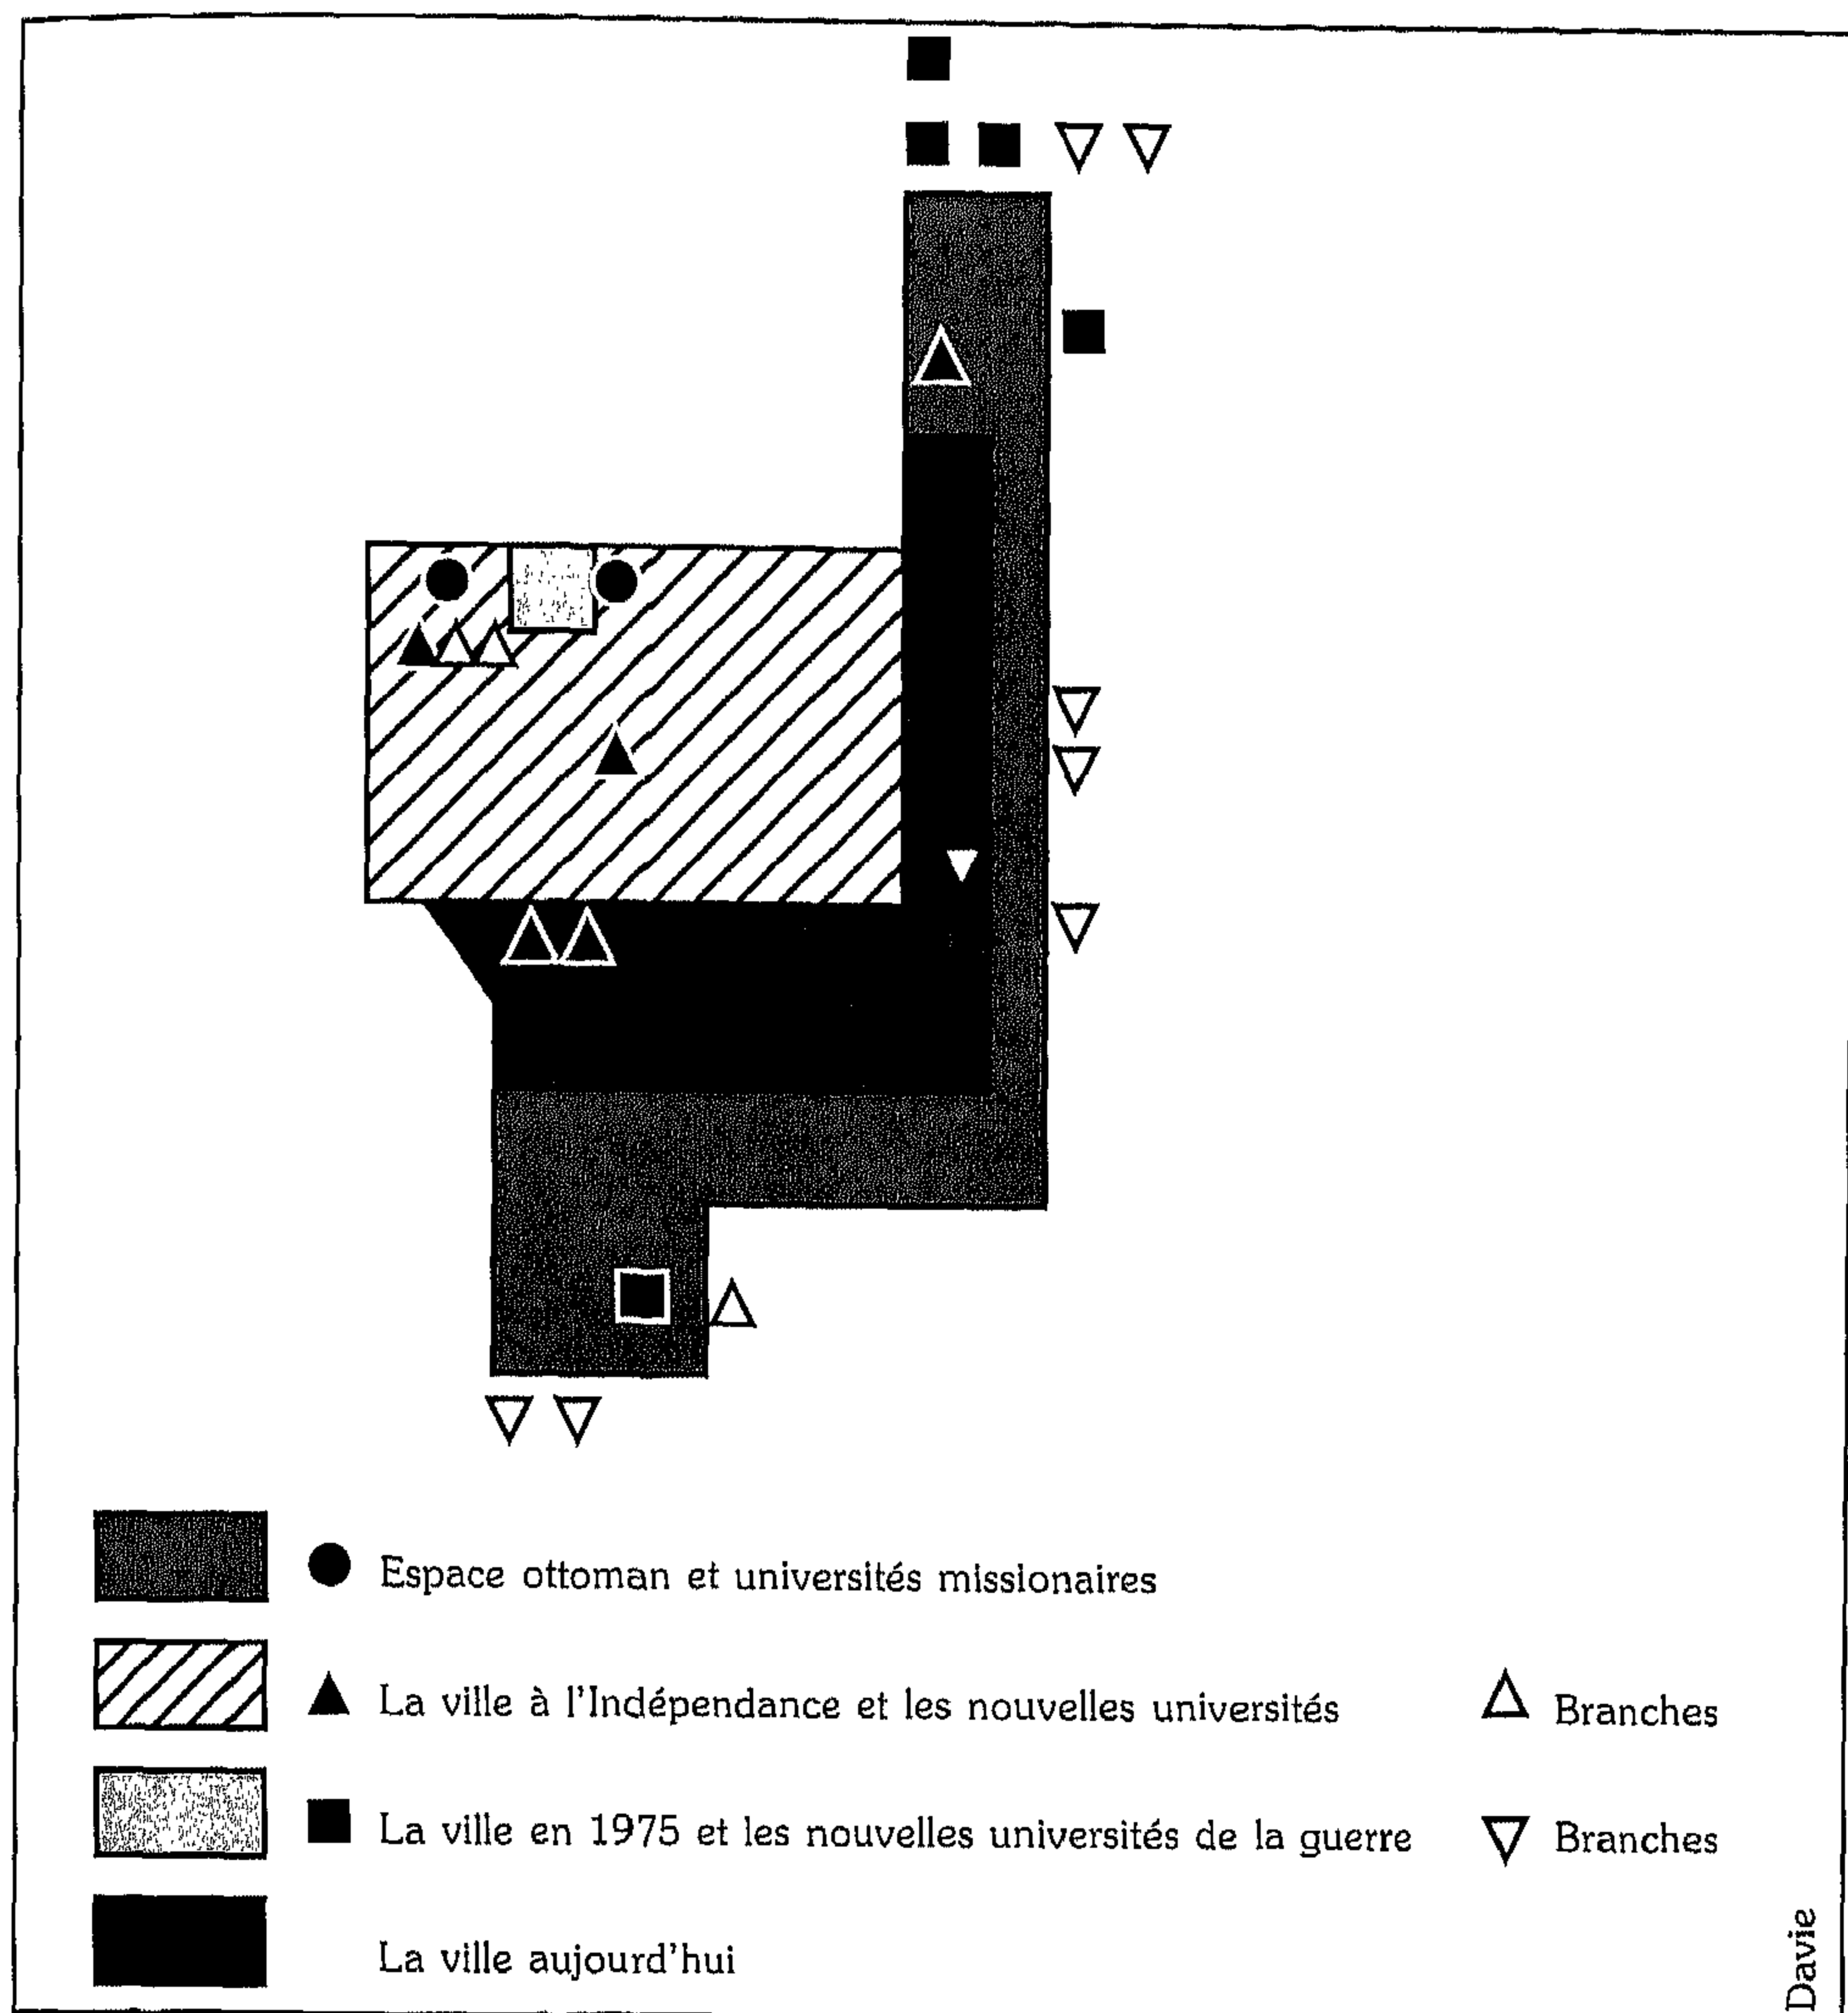 Espace ottoman et universités missionaires
La ville à l'Indépendance et les nouvelles universités
Branches
La ville en 1975 et les nouvelles universités de la guerre
Branches
La ville aujourd'hui
Davie